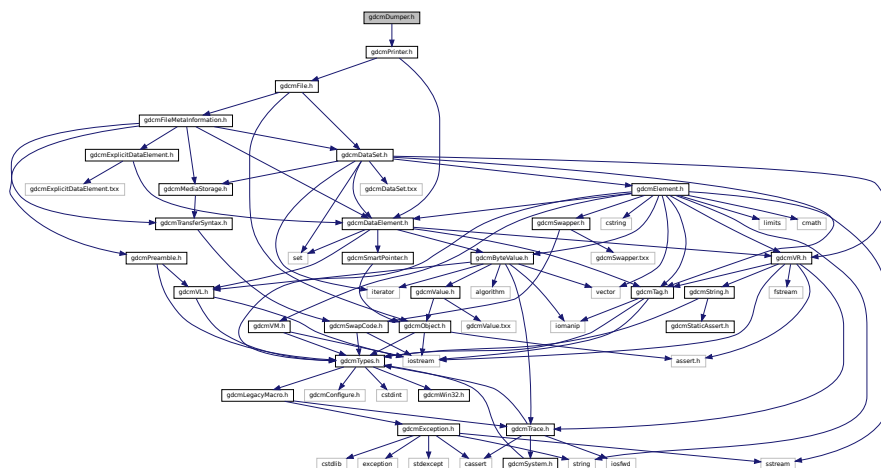 gdcmDumper.h
gdcmPrinter.h
gdcmFile.h
gdcmFileMetaInformation.h
gdcmExplicitDataElement.h
gdcmDataSet.h
gdcmExplicitDataElement.txx
gdcmMediaStorage.h
gdcmDataSet.txx
gdcmElement.h
gdcmTransferSyntax.h
gdcmDataElement.h
gdcmSwapper.h
cstring
limits
cmath
gdcmPreamble.h
set
gdcmSmartPointer.h
gdcmByteValue.h
gdcmSwapper.txx
gdcmVR.h
gdcmVL.h
iterator
gdcmValue.h
algorithm
vector
gdcmTag.h
gdcmString.h
fstream
gdcmVM.h
gdcmSwapCode.h
gdcmObject.h
gdcmValue.txx
iomanip
gdcmStaticAssert.h
gdcmTypes.h
iostream
assert.h
gdcmLegacyMacro.h
gdcmConfigure.h
cstdint
gdcmWin32.h
gdcmException.h
gdcmTrace.h
cstdlib
exception
stdexcept
cassert
gdcmSystem.h
string
iosfwd
sstream